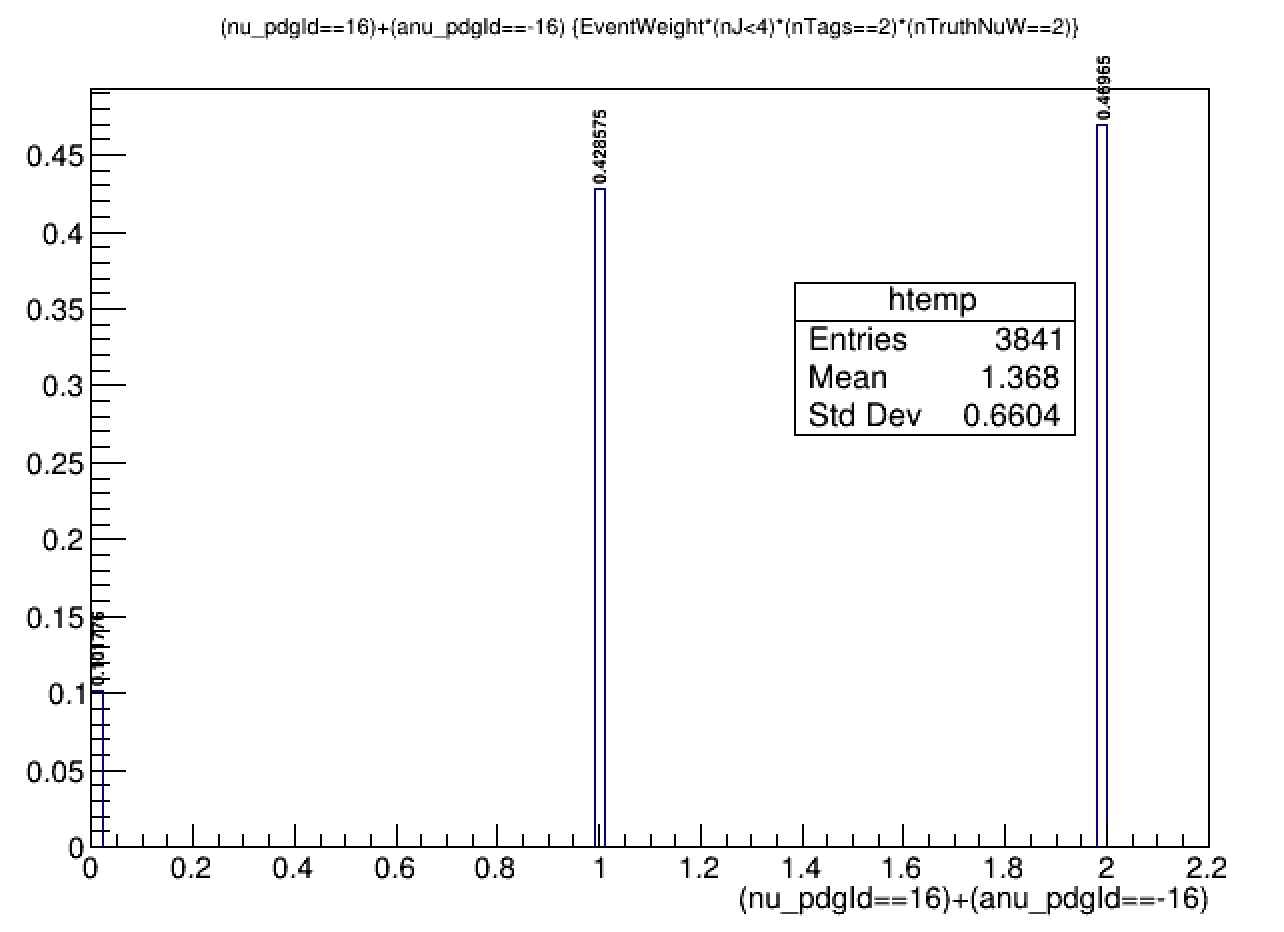 (nu_pdgId==16)+(anu_pdgId==-16) {EventWeight*(nJ<4)*(nTags==2)*(nTruthNuW==2)}
0.46965
0.428575
0.101776
0.45
0.4
0.35
0.3
0.25
0.2
0.15
0.1
0.05
0
htemp
Entries 3841
Mean 1.368
Std Dev 0.6604
0 0.2 0.4 0.6 0.8 1 1.2 1.4 1.6 1.8 2 2.2
(nu_pdgId==16)+(anu_pdgId==-16)